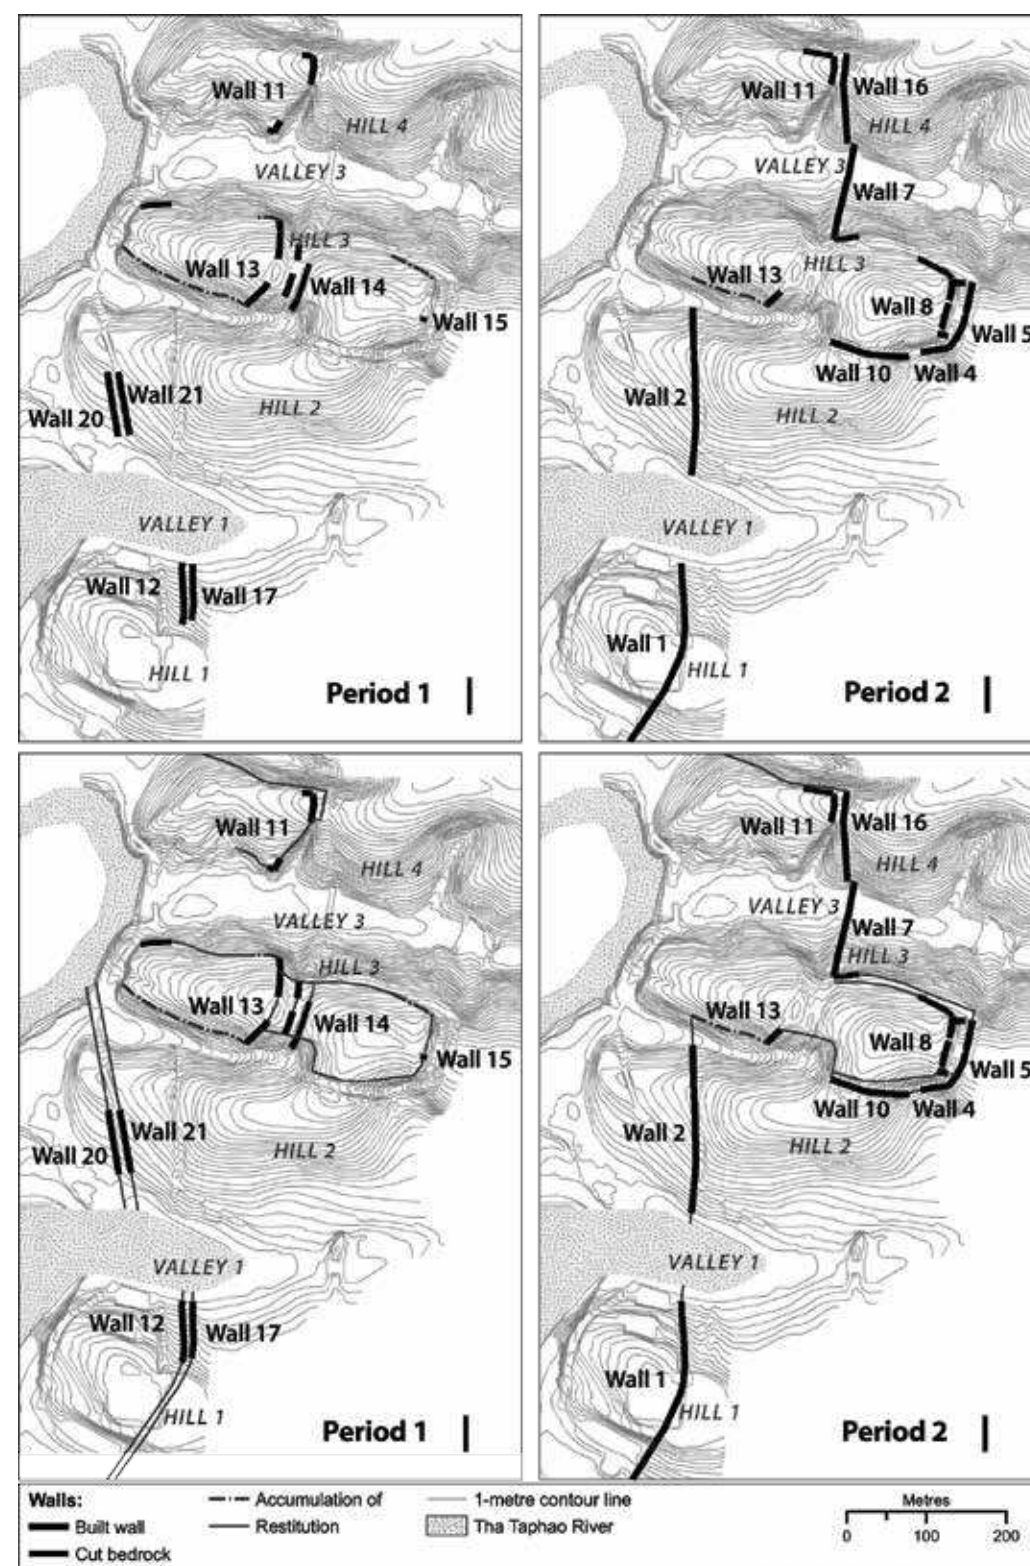 Wall 11
HILL 4
VALLEY 3
HILL 3
Wall 13
Wall 14
Wall 15
Wall 21
Wall 20
HILL 2
VALLEY 1
Wall 12
Wall 17
HILL 1
Period 1
Wall 11
Wall 16
HILL 4
VALLEY 3
Wall 7
HILL 3
Wall 13
Wall 8
Wall 5
Wall 10
Wall 4
Wall 2
HILL 2
VALLEY 1
Wall 1
HILL 1
Period 2
Wall 11
HILL 4
VALLEY 3
HILL 3
Wall 13
Wall 14
Wall 15
Wall 21
Wall 20
HILL 2
VALLEY 1
Wall 12
Wall 17
HILL 1
Period 1
Wall 11
Wall 16
HILL 4
VALLEY 3
Wall 7
HILL 3
Wall 13
Wall 8
Wall 5
Wall 10
Wall 4
Wall 2
HILL 2
VALLEY 1
Wall 1
HILL 1
Period 2
Walls:
Built wall
Cut bedrock
Accumulation of
Restitution
1-metre contour line
Tha Taphao River
Metres
0 100 200